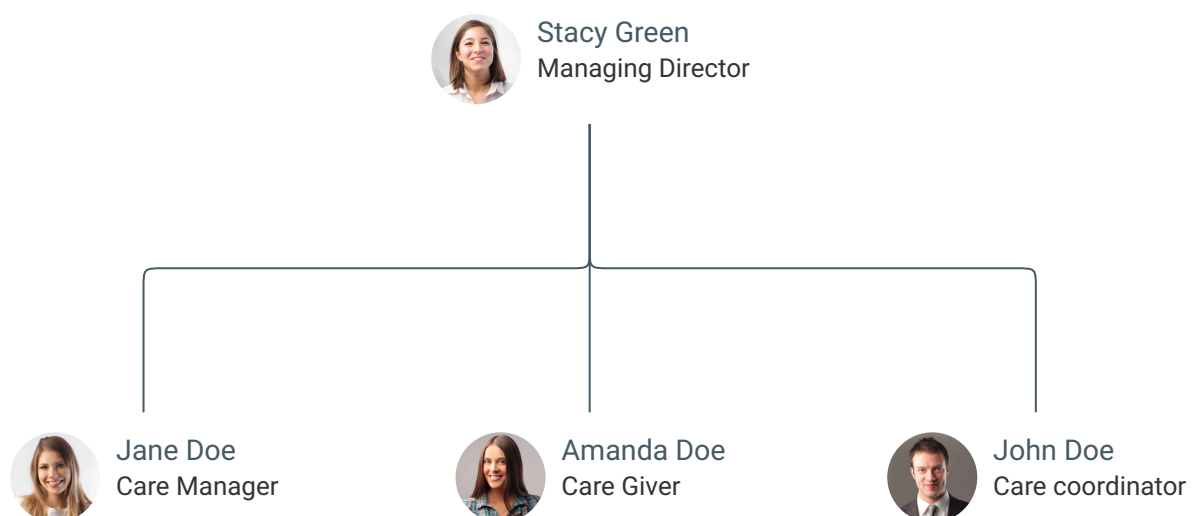 Stacy Green
Managing Director
Jane Doe
Care Manager
Amanda Doe
Care Giver
John Doe
Care coordinator